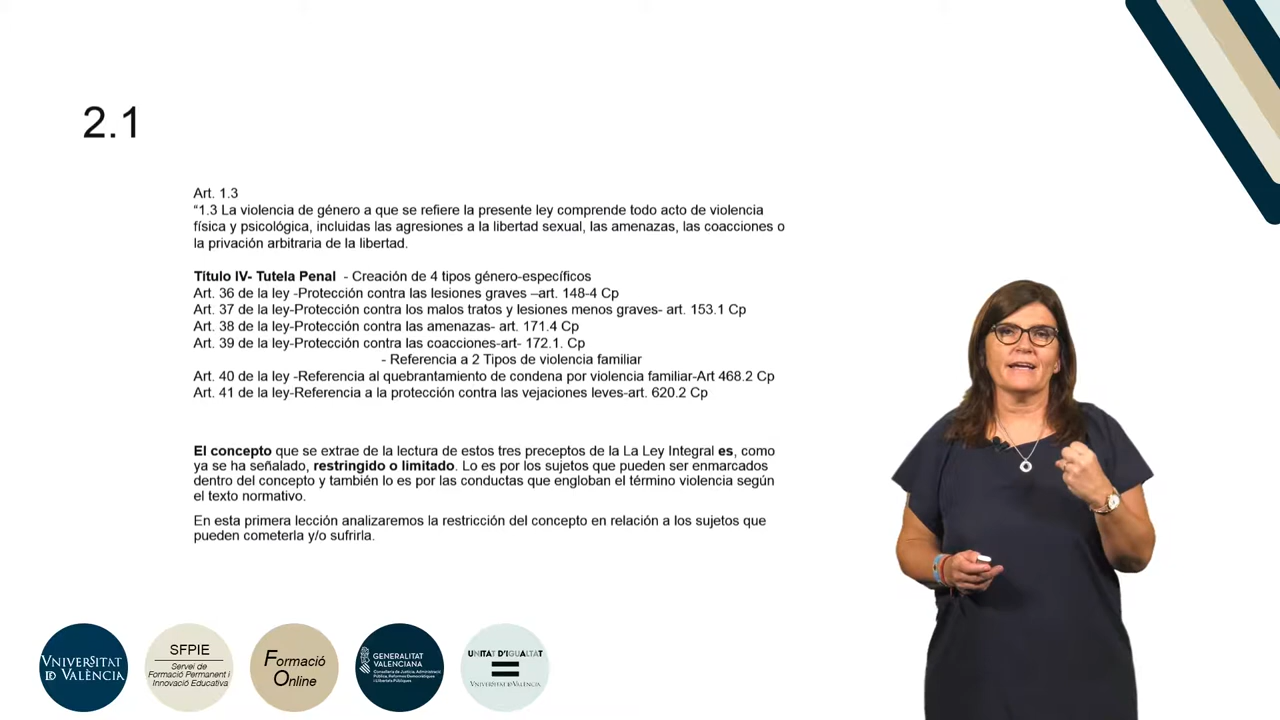 2.1
Art. 1.3
“1.3 La violencia de género a que se refiere la presente ley comprende todo acto de violencia
física y psicológica, incluidas las agresiones a la libertad sexual, las amenazas, las coacciones o
la privación arbitraria de la libertad.
Título IV- Tutela Penal - Creación de 4 tipos género-específicos
Art. 36 de la ley -Protección contra las lesiones graves –art. 148-4 Cp
Art. 37 de la ley-Protección contra los malos tratos y lesiones menos graves- art. 153.1 Cp
Art. 38 de la ley-Protección contra las amenazas- art. 171.4 Cp
Art. 39 de la ley-Protección contra las coacciones-art- 172.1. Cp
- Referencia a 2 Tipos de violencia familiar
Art. 40 de la ley -Referencia al quebrantamiento de condena por violencia familiar-Art 468.2 Cp
Art. 41 de la ley-Referencia a la protección contra las vejaciones leves-art. 620.2 Cp
El concepto que se extrae de la lectura de estos tres preceptos de la La Ley Integral es, como
ya se ha señalado, restringido o limitado. Lo es por los sujetos que pueden ser enmarcados
dentro del concepto y también lo es por las conductas que engloban el término violencia según
el texto normativo.
En esta primera lección analizaremos la restricción del concepto en relación a los sujetos que
pueden cometerla y/o sufrirla.
VNIVERSITAT
ID VALÈNCIA
SFPIE
Servei de
Formació Permanent i
Innovació Educativa
Formació
Online
GENERALITAT
VALENCIANA
Conselleria de Justícia, Administració
Pública, Reformes Democràtiques
i Llibertats Públiques
UNITAT D'IGUALTAT
VNIVERSITAT ID VALÈNCIA